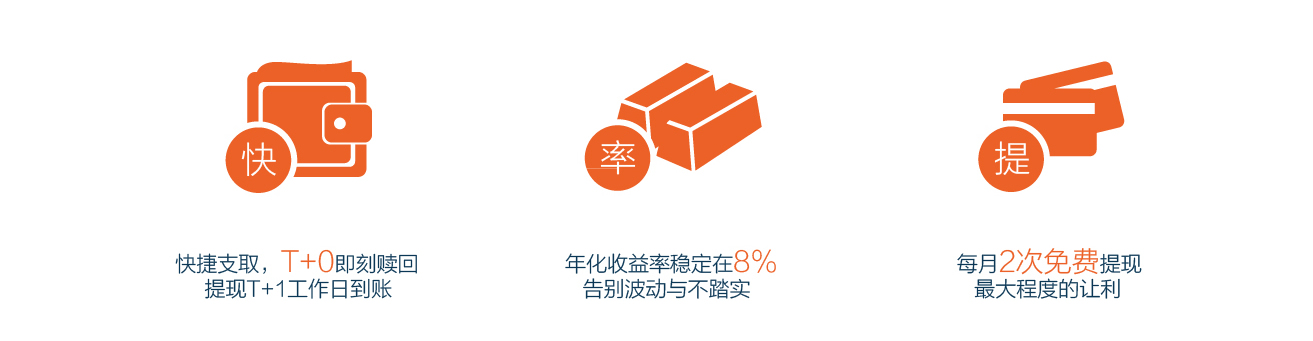 快
率
提
快捷支取，T+0即刻赎回
提现T+1工作日到账
年化收益率稳定在8%
告别波动与不踏实
每月2次免费提现
最大程度的让利